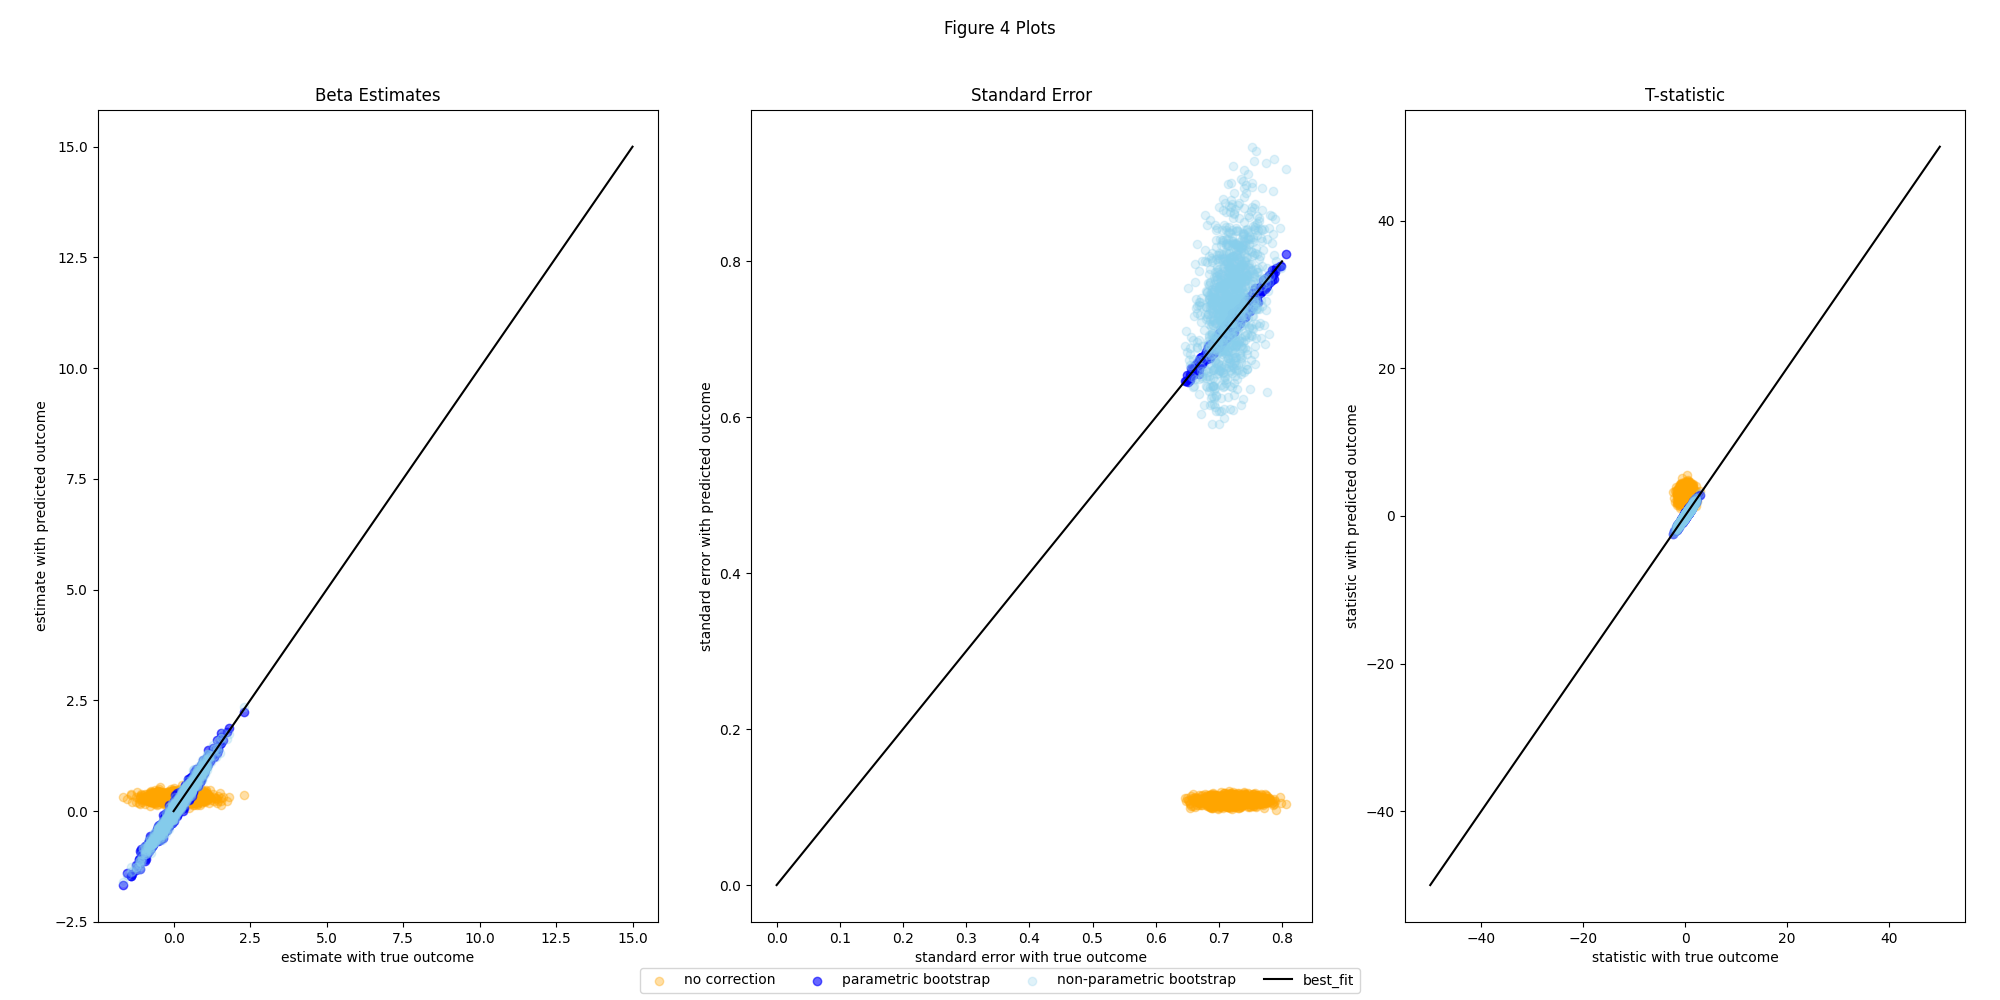 Figure 4 Plots
Beta Estimates
Standard Error
T-statistic
15.0
12.5
10.0
7.5
5.0
2.5
0.0
−2.5
estimate with predicted outcome
0.0 2.5 5.0 7.5 10.0 12.5 15.0
estimate with true outcome
0.8
0.6
0.4
0.2
0.0
standard error with predicted outcome
0.0 0.1 0.2 0.3 0.4 0.5 0.6 0.7 0.8
standard error with true outcome
40
20
0
−20
−40
statistic with predicted outcome
−40 −20 0 20 40
statistic with true outcome
no correction parametric bootstrap non-parametric bootstrap best_fit